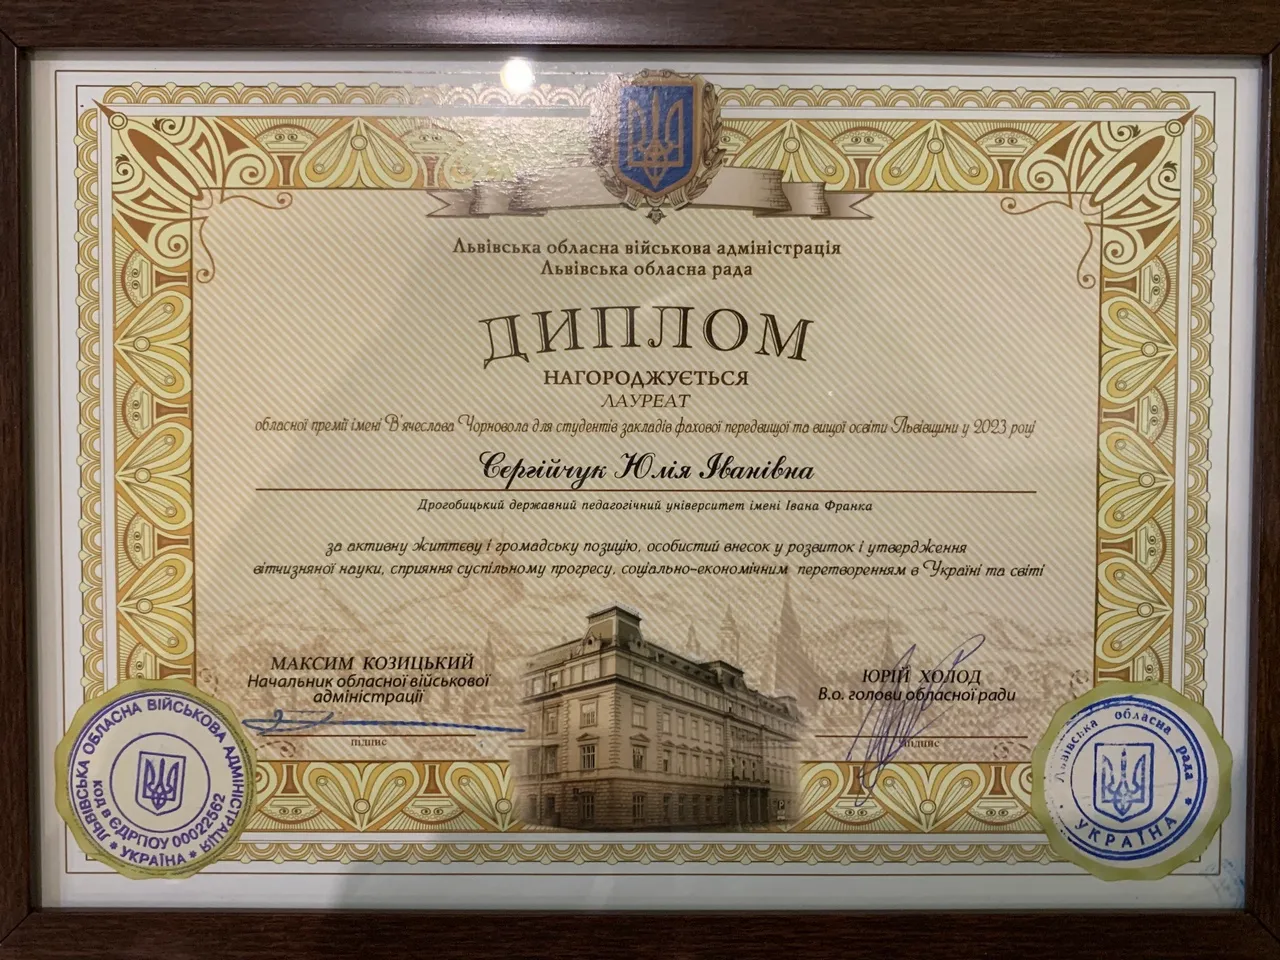 Львівська обласна військова адміністрація
Львівська обласна рада
ДИПЛОМ
НАГОРОДЖУЄТЬСЯ
ЛАУРЕАТ
обласної премії імені В'ячеслава Чорновола для студентів закладів фахової передвищої та вищої освіти Львівщини у 2023 році
Сергійчук Юлія Іванівна
Дрогобицький державний педагогічний університет імені Івана Франка
за активну життєву і громадську позицію, особистий внесок у розвиток і утвердження
вітчизняної науки, сприяння суспільному прогресу, соціально-економічним перетворенням в Україні та світі
МАКСИМ КОЗИЦЬКИЙ
Начальник обласної військової
адміністрації
підпис
ЮРІЙ ХОЛОД
В.о. голови обласної ради
підпис
ЛЬВІВСЬКА ОБЛАСНА ВІЙСЬКОВА АДМІНІСТРАЦІЯ
КОД в ЄДРПОУ 00022562
* УКРАЇНА *
Львівська обласна рада
* УКРАЇНА *